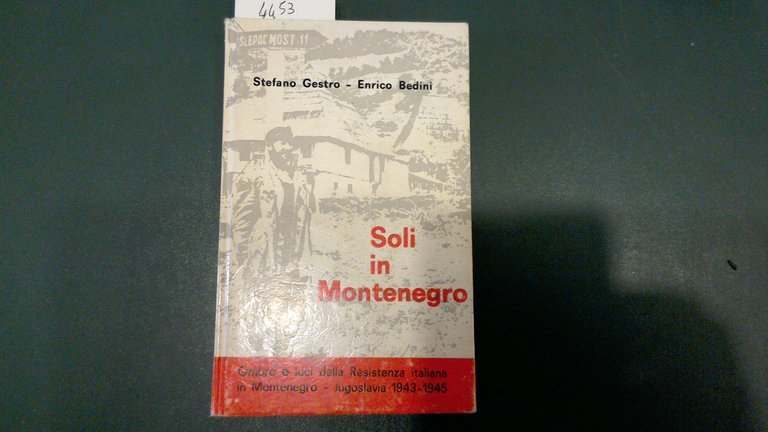 4453
SLEPAC MOST 11
Stefano Gestro - Enrico Bedini
Soli
in
Montenegro
Ombre e luci della Resistenza italiana
in Montenegro - Jugoslavia 1943-1945